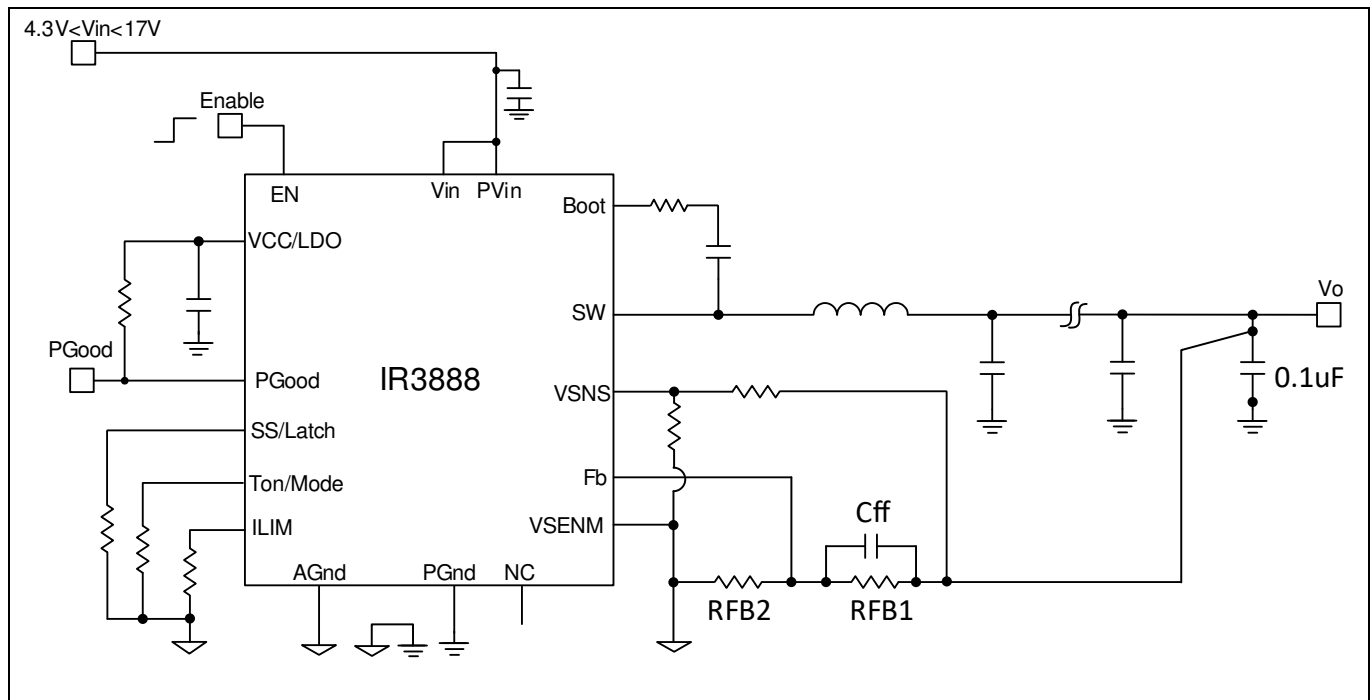 4.3V<Vin<17V
Enable
EN
Vin PVin
Boot
VCC/LDO
SW
Vo
PGood
PGood
IR3888
VSNS
0.1uF
SS/Latch
Ton/Mode
Fb
ILIM
VSENM
Cff
AGnd PGnd NC
RFB2 RFB1